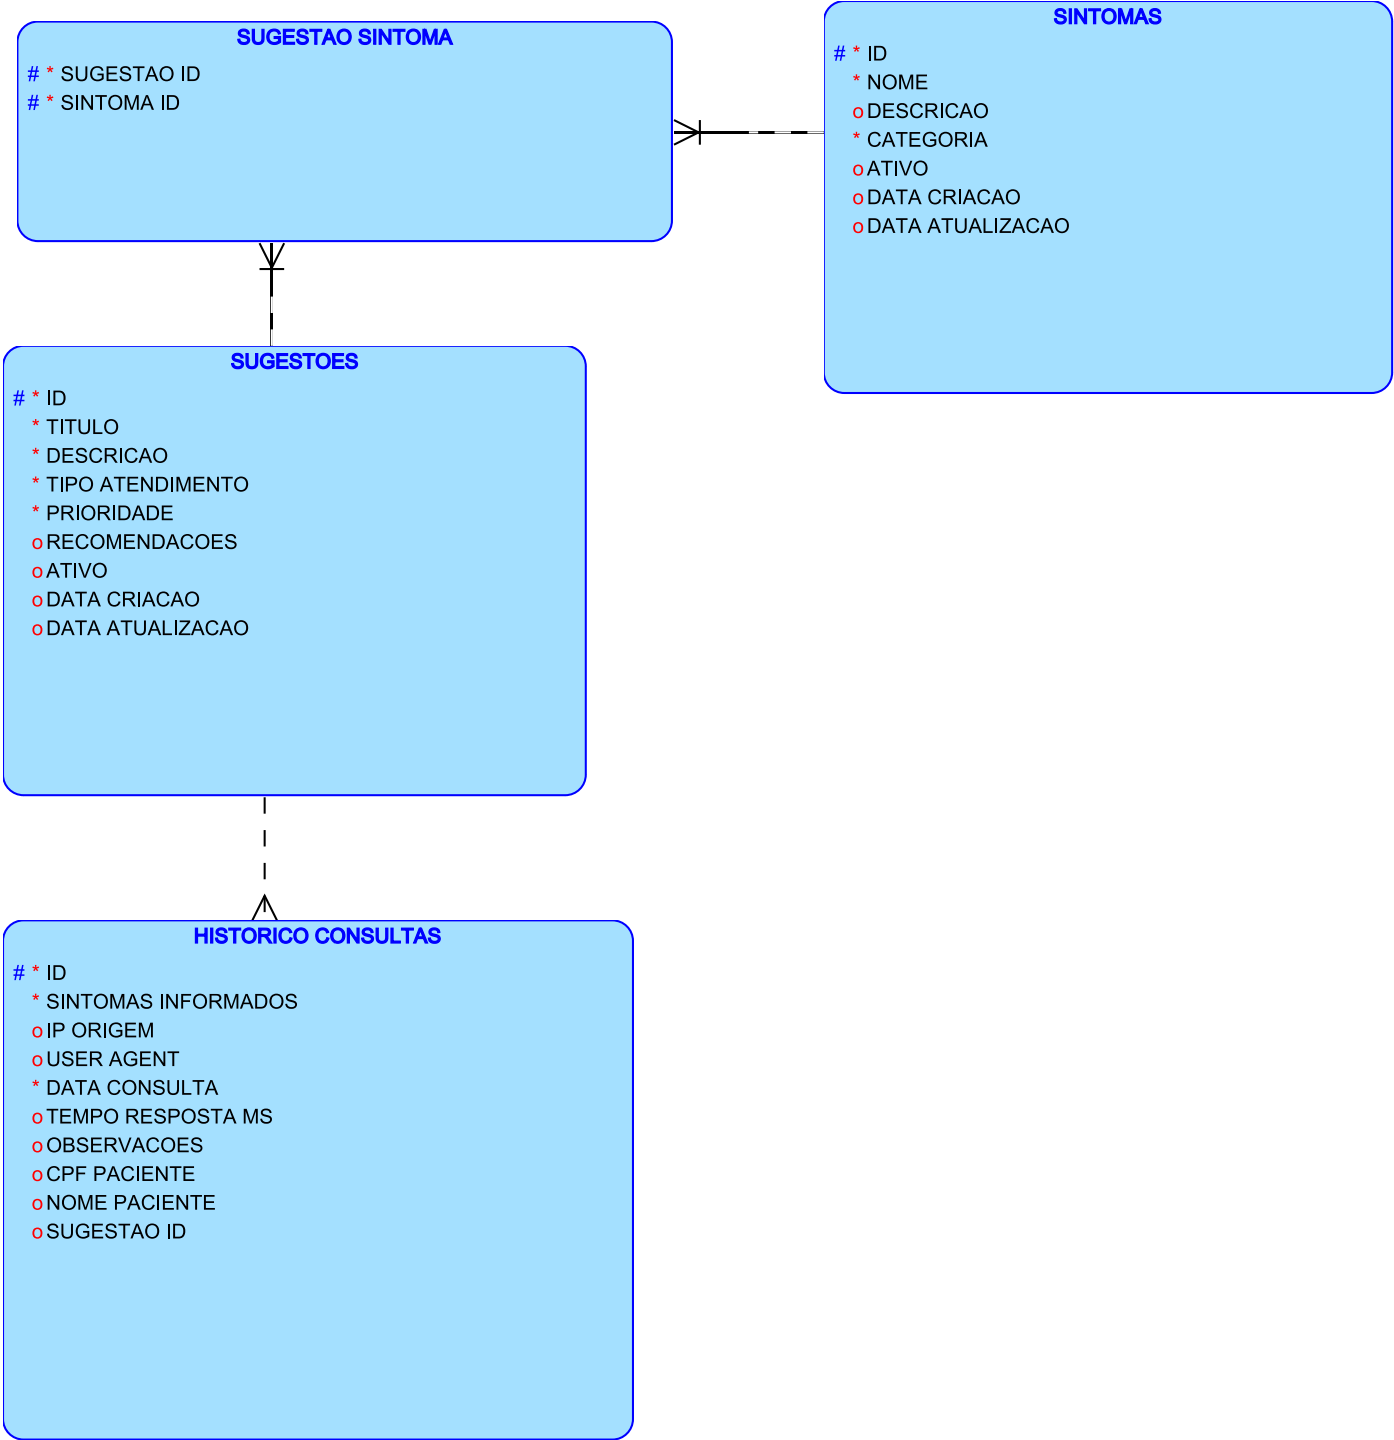 SUGESTAO SINTOMA
# * SUGESTAO ID
# * SINTOMA ID
SINTOMAS
# * ID
* NOME
o DESCRICAO
* CATEGORIA
o ATIVO
o DATA CRIACAO
o DATA ATUALIZACAO
SUGESTOES
# * ID
* TITULO
* DESCRICAO
* TIPO ATENDIMENTO
* PRIORIDADE
o RECOMENDACOES
o ATIVO
o DATA CRIACAO
o DATA ATUALIZACAO
HISTORICO CONSULTAS
# * ID
* SINTOMAS INFORMADOS
o IP ORIGEM
o USER AGENT
* DATA CONSULTA
o TEMPO RESPOSTA MS
o OBSERVACOES
o CPF PACIENTE
o NOME PACIENTE
o SUGESTAO ID